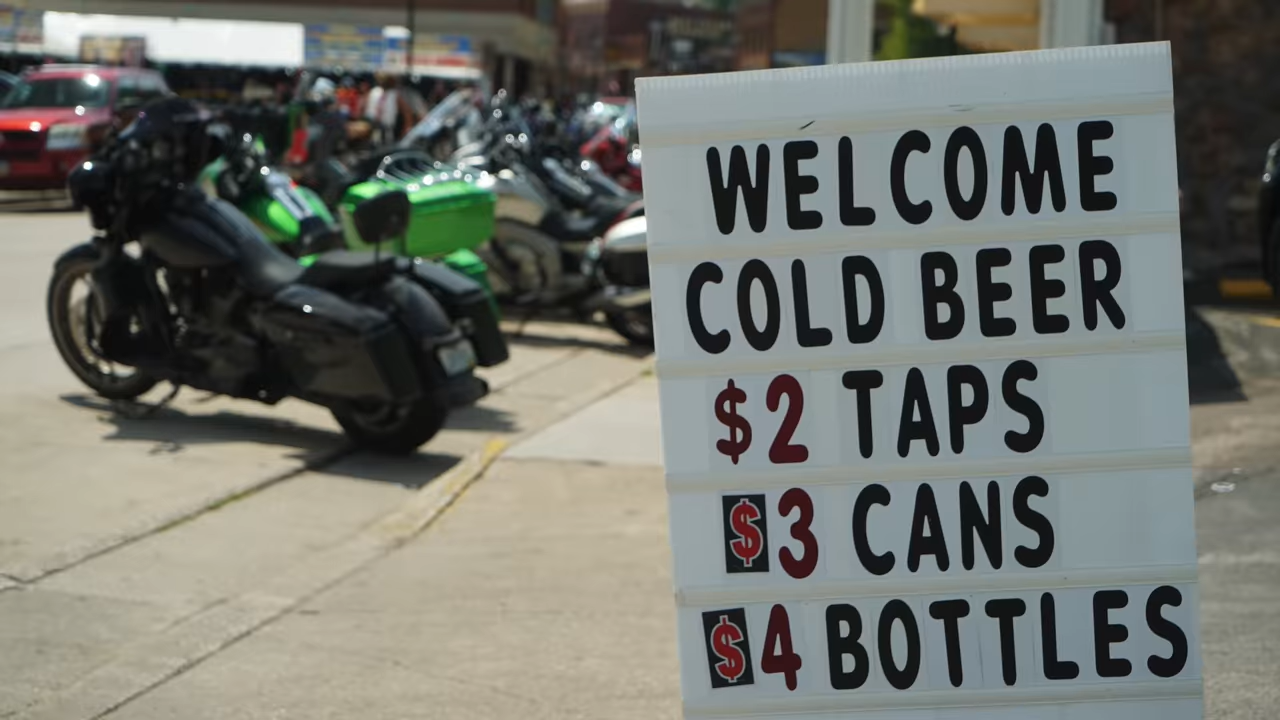 WELCOME
COLD BEER
$2 TAPS
$3 CANS
$4 BOTTLES